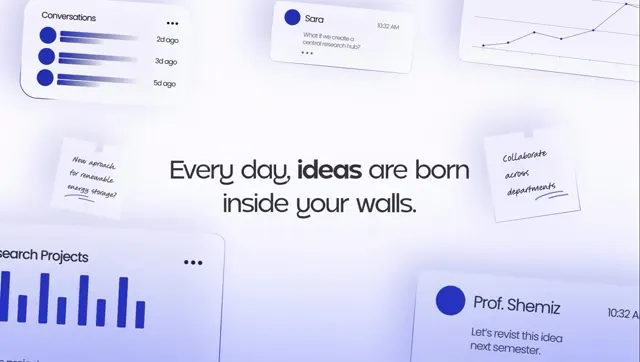 Conversations
2d ago
3d ago
5d ago
Sara
10:32 AM
What if we create a
central research hub?
New aproach
for renewable
energy storage?
Every day, ideas are born
inside your walls.
Collaborate
across
departments
search Projects
Prof. Shemiz
10:32 A
Let's revist this idea
next semester.